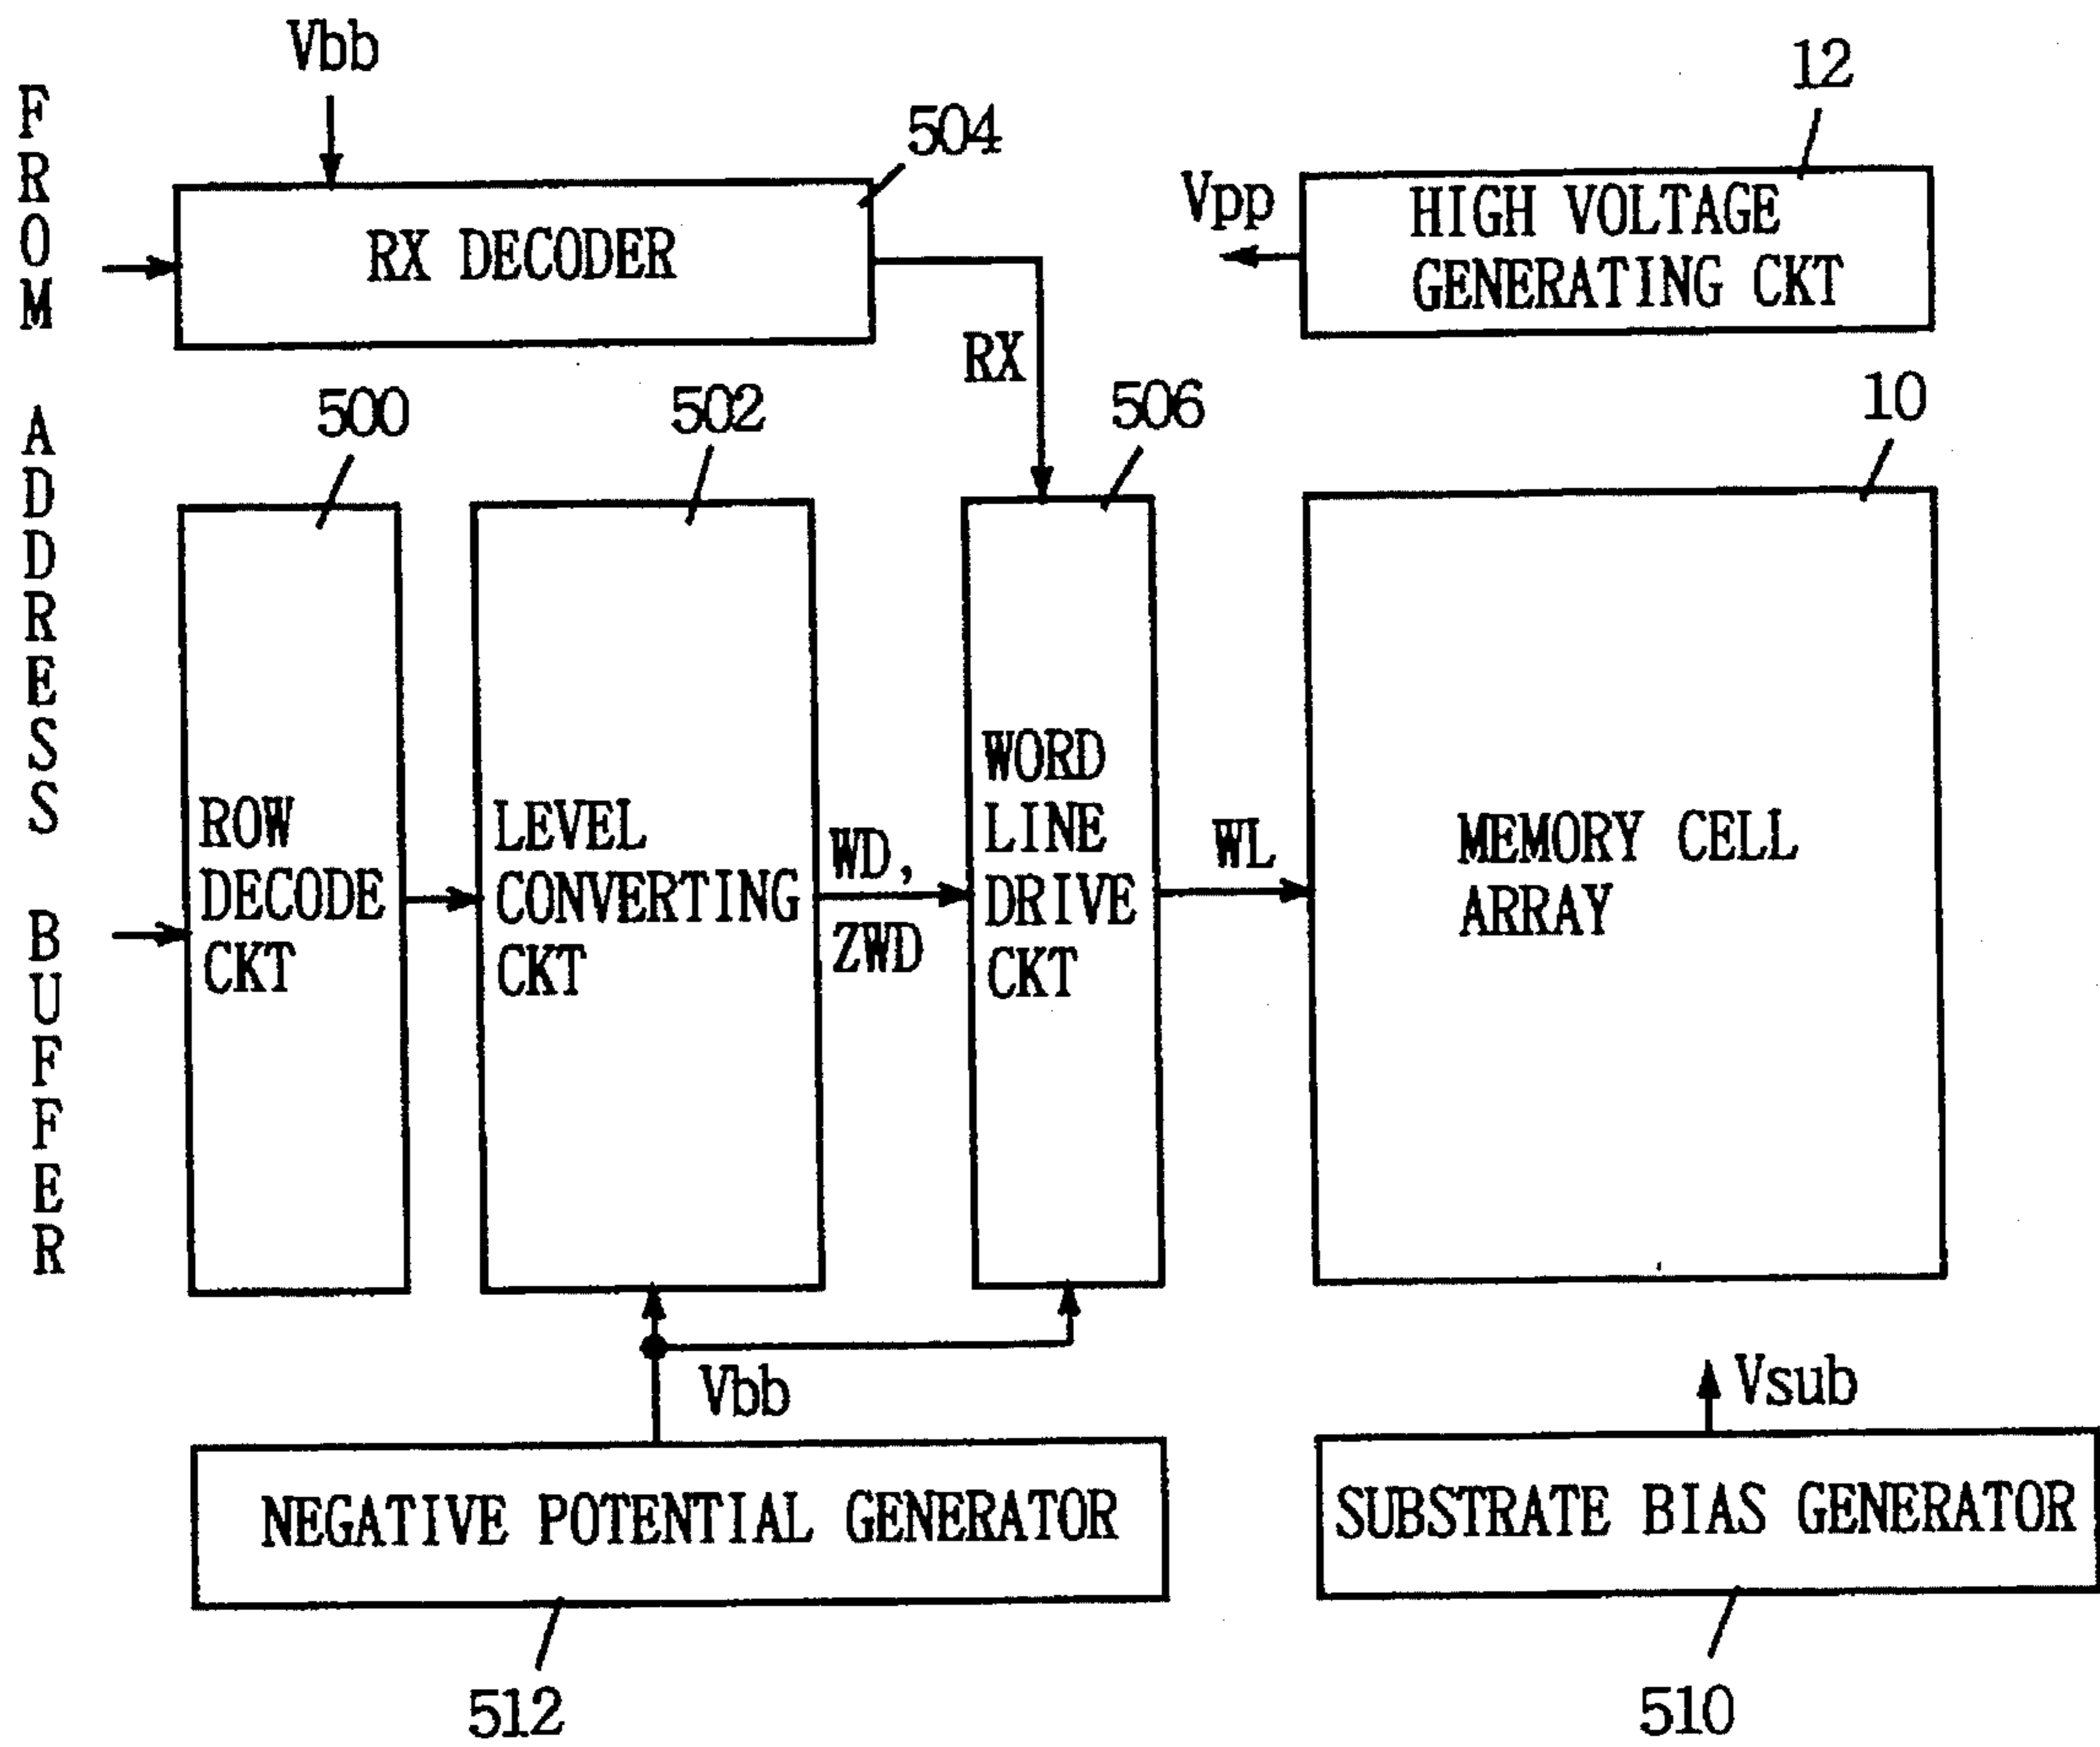 FROM ADDRESS BUFFER
Vbb
504
12
RX DECODER
Vpp
HIGH VOLTAGE
GENERATING CKT
RX
500
502
506
10
ROW
DECODE
CKT
LEVEL
CONVERTING
CKT
WD,
ZWD
WORD
LINE
DRIVE
CKT
WL
MEMORY CELL
ARRAY
Vbb
Vsub
NEGATIVE POTENTIAL GENERATOR
SUBSTRATE BIAS GENERATOR
512
510